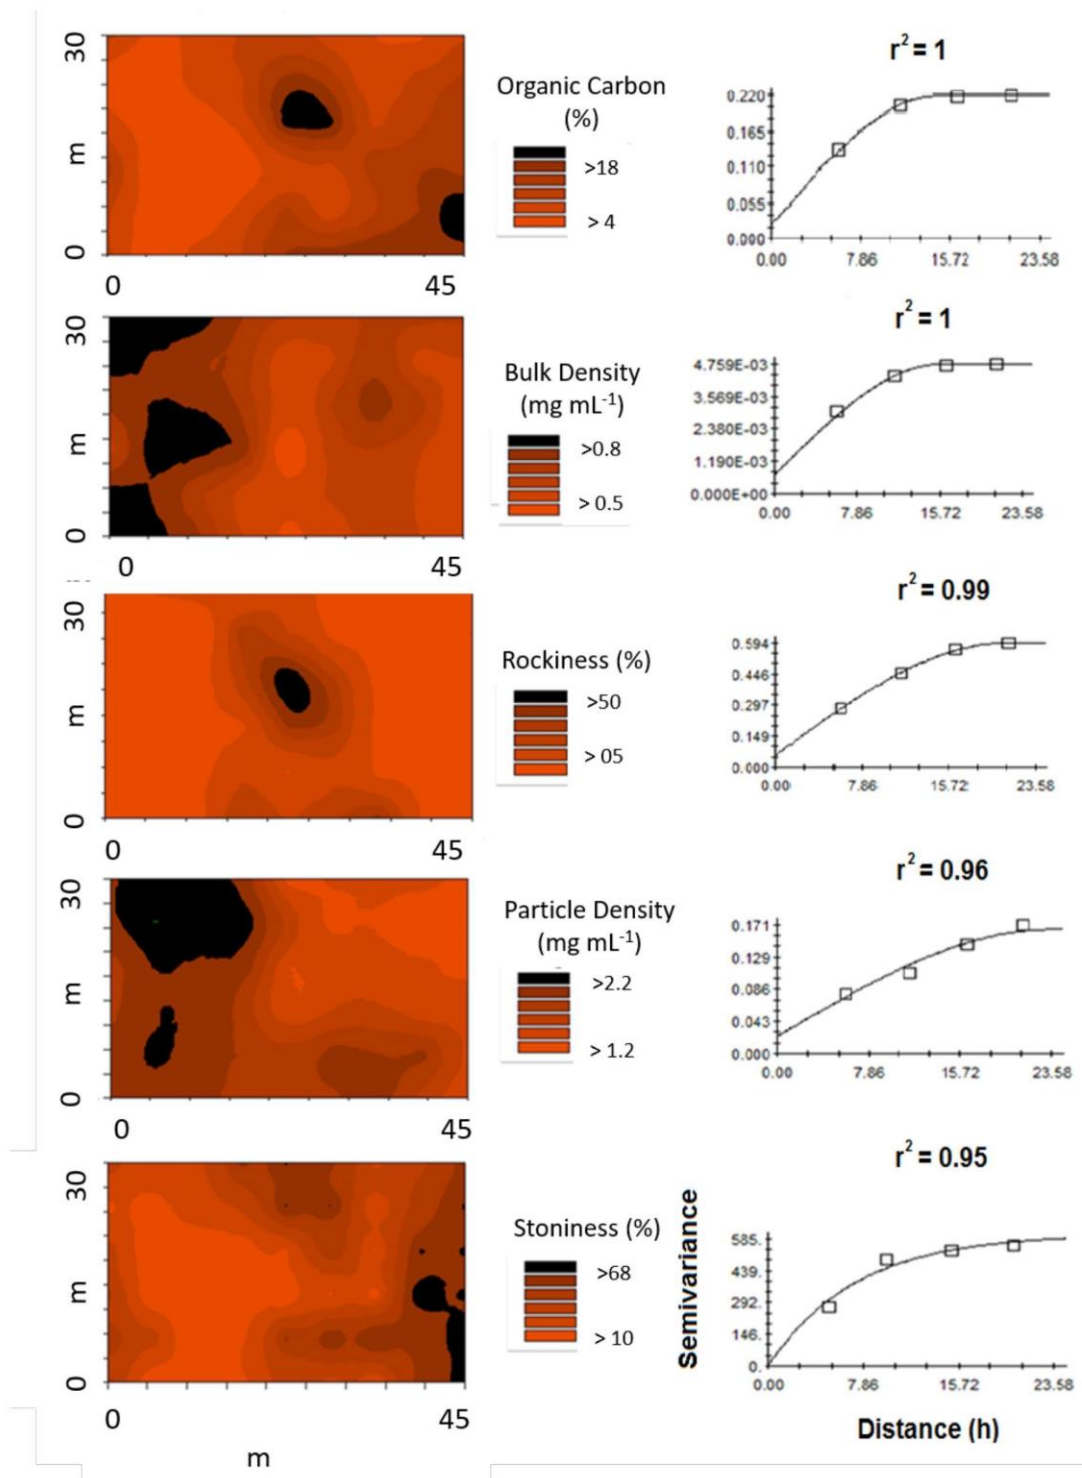 30
m
0
0 45
Organic Carbon
(%)
>18
> 4
r² = 1
0.220
0.165
0.110
0.055
0.000
0.00 7.86 15.72 23.58
30
m
0
0 45
Bulk Density
(mg mL⁻¹)
>0.8
> 0.5
r² = 1
4.759E-03
3.569E-03
2.380E-03
1.190E-03
0.000E+00
0.00 7.86 15.72 23.58
30
m
0
0 45
Rockiness (%)
>50
> 05
r² = 0.99
0.594
0.446
0.297
0.149
0.000
0.00 7.86 15.72 23.58
30
m
0
0 45
Particle Density
(mg mL⁻¹)
>2.2
> 1.2
r² = 0.96
0.171
0.129
0.086
0.043
0.000
0.00 7.86 15.72 23.58
30
m
0
0 45
m
Stoniness (%)
>68
> 10
r² = 0.95
Semivariance
585.
439.
292.
146.
0.
0.00 7.86 15.72 23.58
Distance (h)